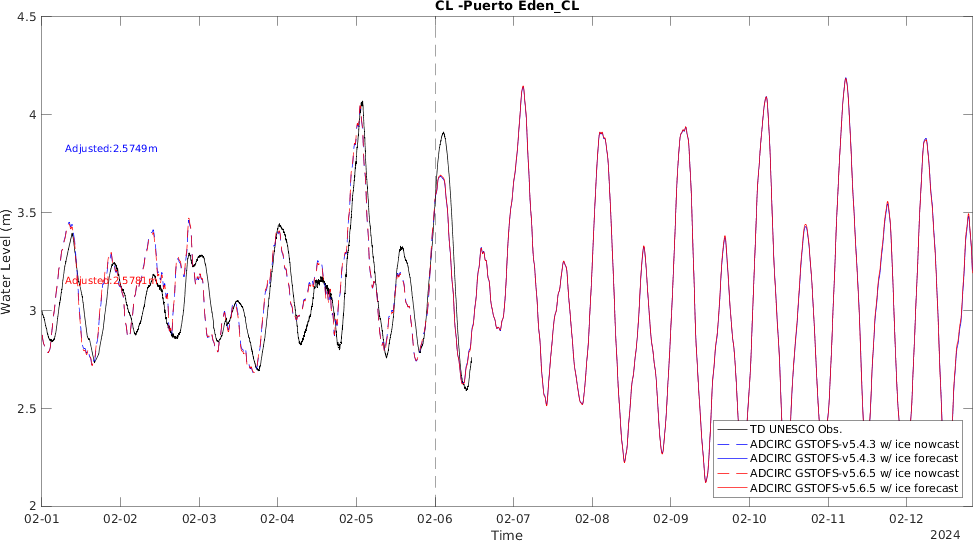 CL -Puerto Eden_CL
4.5
4
3.5
3
2.5
2
Water Level (m)
Adjusted:2.5749m
Adjusted:2.5781m
TD UNESCO Obs.
ADCIRC GSTOFS-v5.4.3 w/ ice nowcast
ADCIRC GSTOFS-v5.4.3 w/ ice forecast
ADCIRC GSTOFS-v5.6.5 w/ ice nowcast
ADCIRC GSTOFS-v5.6.5 w/ ice forecast
02-01 02-02 02-03 02-04 02-05 02-06 02-07 02-08 02-09 02-10 02-11 02-12
Time
2024